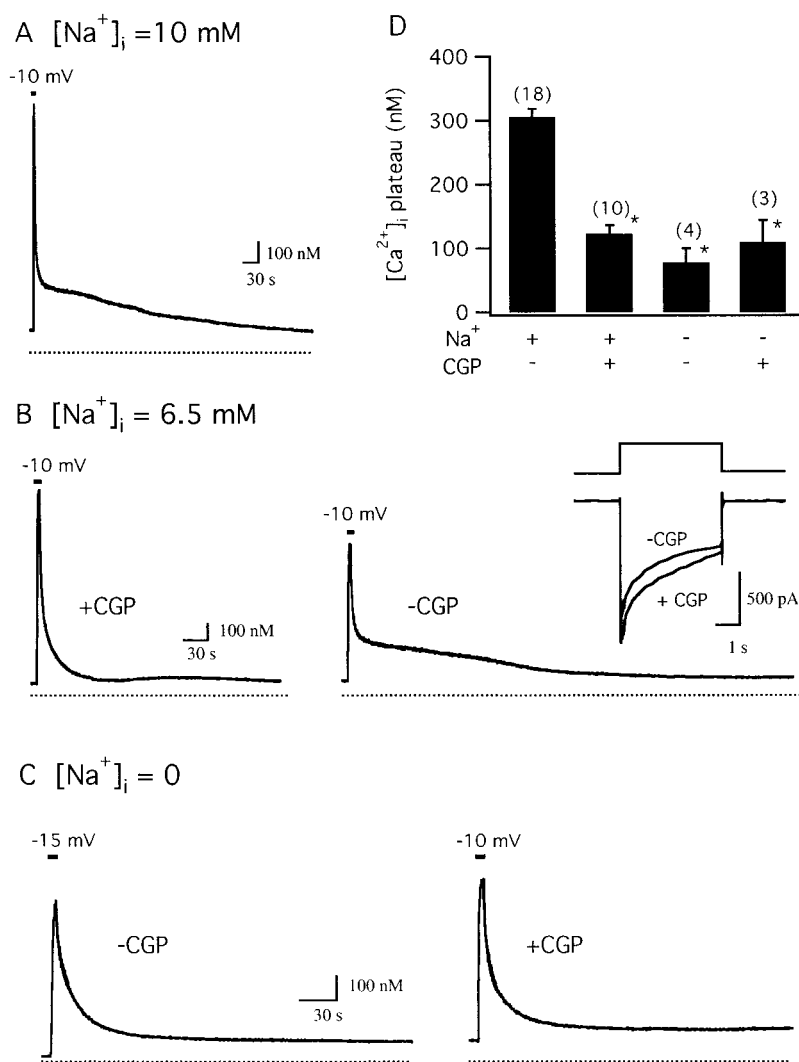 A [Na⁺]ᵢ =10 mM
-10 mV
100 nM
30 s
D
[Ca²⁺]ᵢ plateau (nM)
400
300
200
100
0
(18)
(10)
*
(4)
*
(3)
*
Na⁺ + + - -
CGP - + - +
B [Na⁺]ᵢ = 6.5 mM
-10 mV
+CGP
100 nM
30 s
-10 mV
-CGP
-CGP
+ CGP
500 pA
1 s
C [Na⁺]ᵢ = 0
-15 mV
-CGP
100 nM
30 s
-10 mV
+CGP